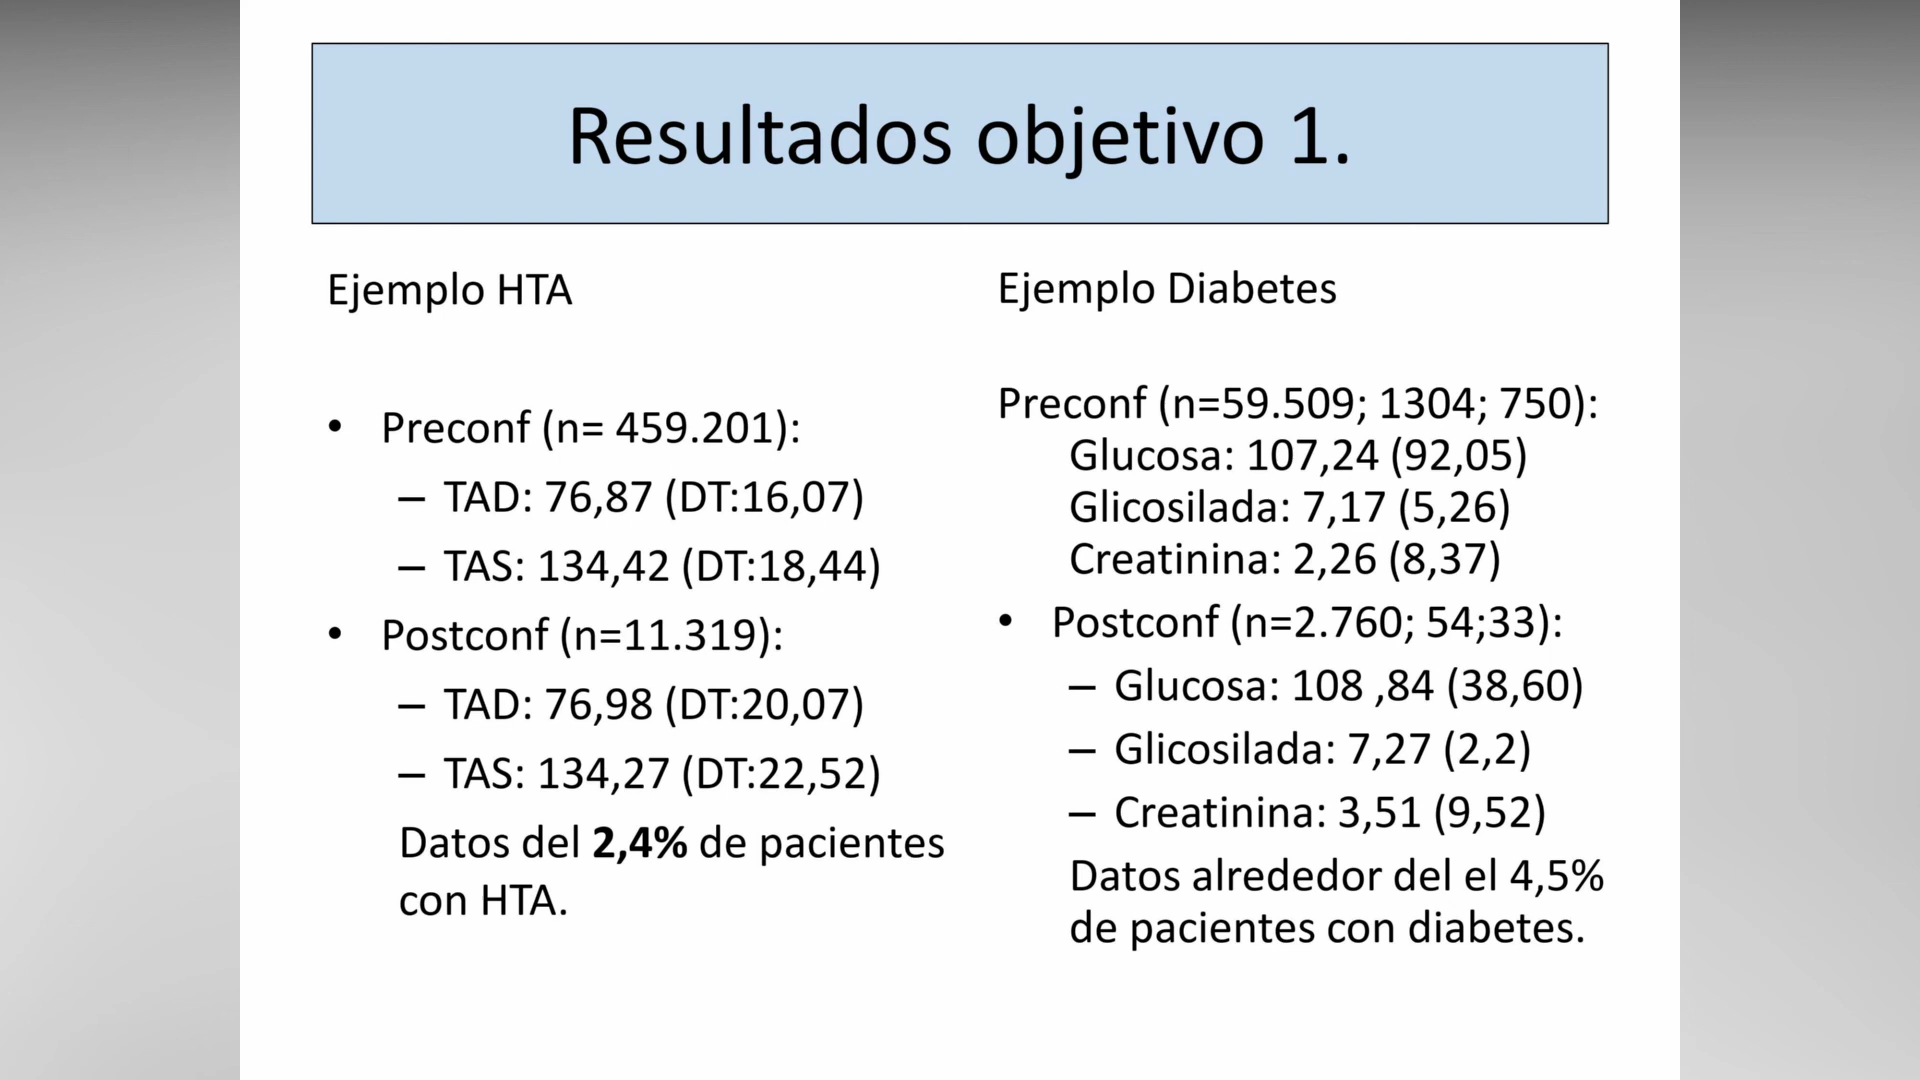 Resultados objetivo 1.
Ejemplo HTA
• Preconf (n= 459.201):
– TAD: 76,87 (DT:16,07)
– TAS: 134,42 (DT:18,44)
• Postconf (n=11.319):
– TAD: 76,98 (DT:20,07)
– TAS: 134,27 (DT:22,52)
Datos del 2,4% de pacientes
con HTA.
Ejemplo Diabetes
Preconf (n=59.509; 1304; 750):
Glucosa: 107,24 (92,05)
Glicosilada: 7,17 (5,26)
Creatinina: 2,26 (8,37)
• Postconf (n=2.760; 54;33):
– Glucosa: 108 ,84 (38,60)
– Glicosilada: 7,27 (2,2)
– Creatinina: 3,51 (9,52)
Datos alrededor del el 4,5%
de pacientes con diabetes.